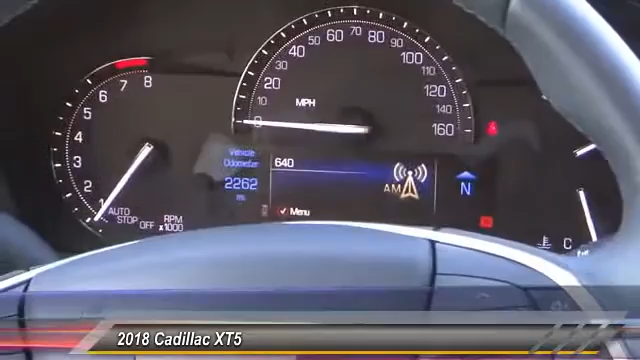 8
7
6
5
4
3
2
1
AUTO
STOP
OFF
RPM
x1000
10
20
30
40
50
60
70
80
90
100
110
120
140
160
0
MPH
Vehicle
Odometer
2262
mi
640
AM
Menu
N
C
2018 Cadillac XT5